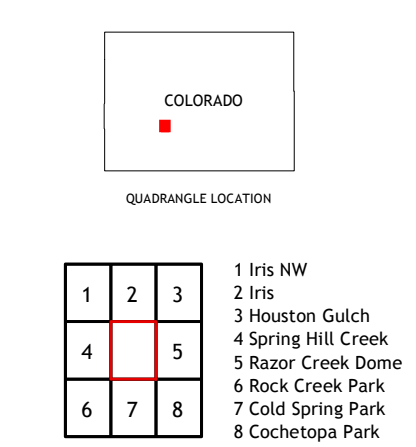 COLORADO
QUADRANGLE LOCATION
1 2 3
4 5
6 7 8
1 Iris NW
2 Iris
3 Houston Gulch
4 Spring Hill Creek
5 Razor Creek Dome
6 Rock Creek Park
7 Cold Spring Park
8 Cochetopa Park